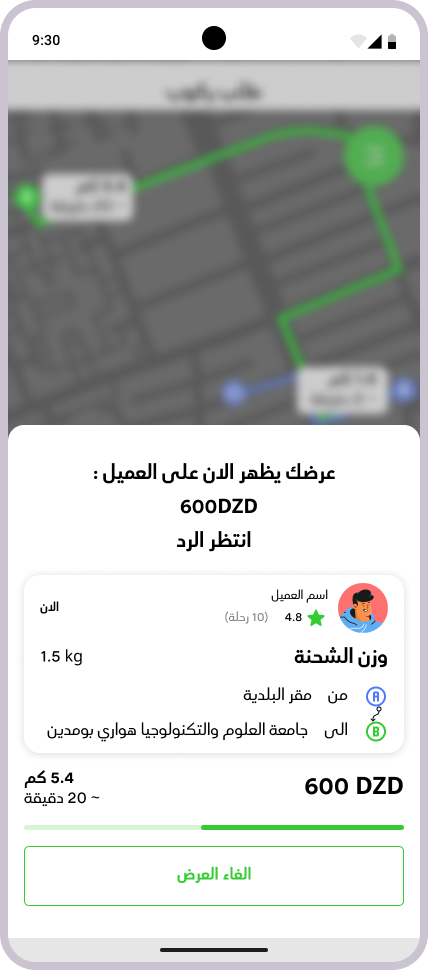 9:30
عرضك يظهر الان على العميل :
600DZD
انتظر الرد
اسم العميل
4.8 (10 رحلة)
الان
وزن الشحنة
1.5 kg
A من مقر البلدية
B الى جامعة العلوم والتكنولوجيا هواري بومدين
600 DZD
5.4 كم
~ 20 دقيقة
الغاء العرض